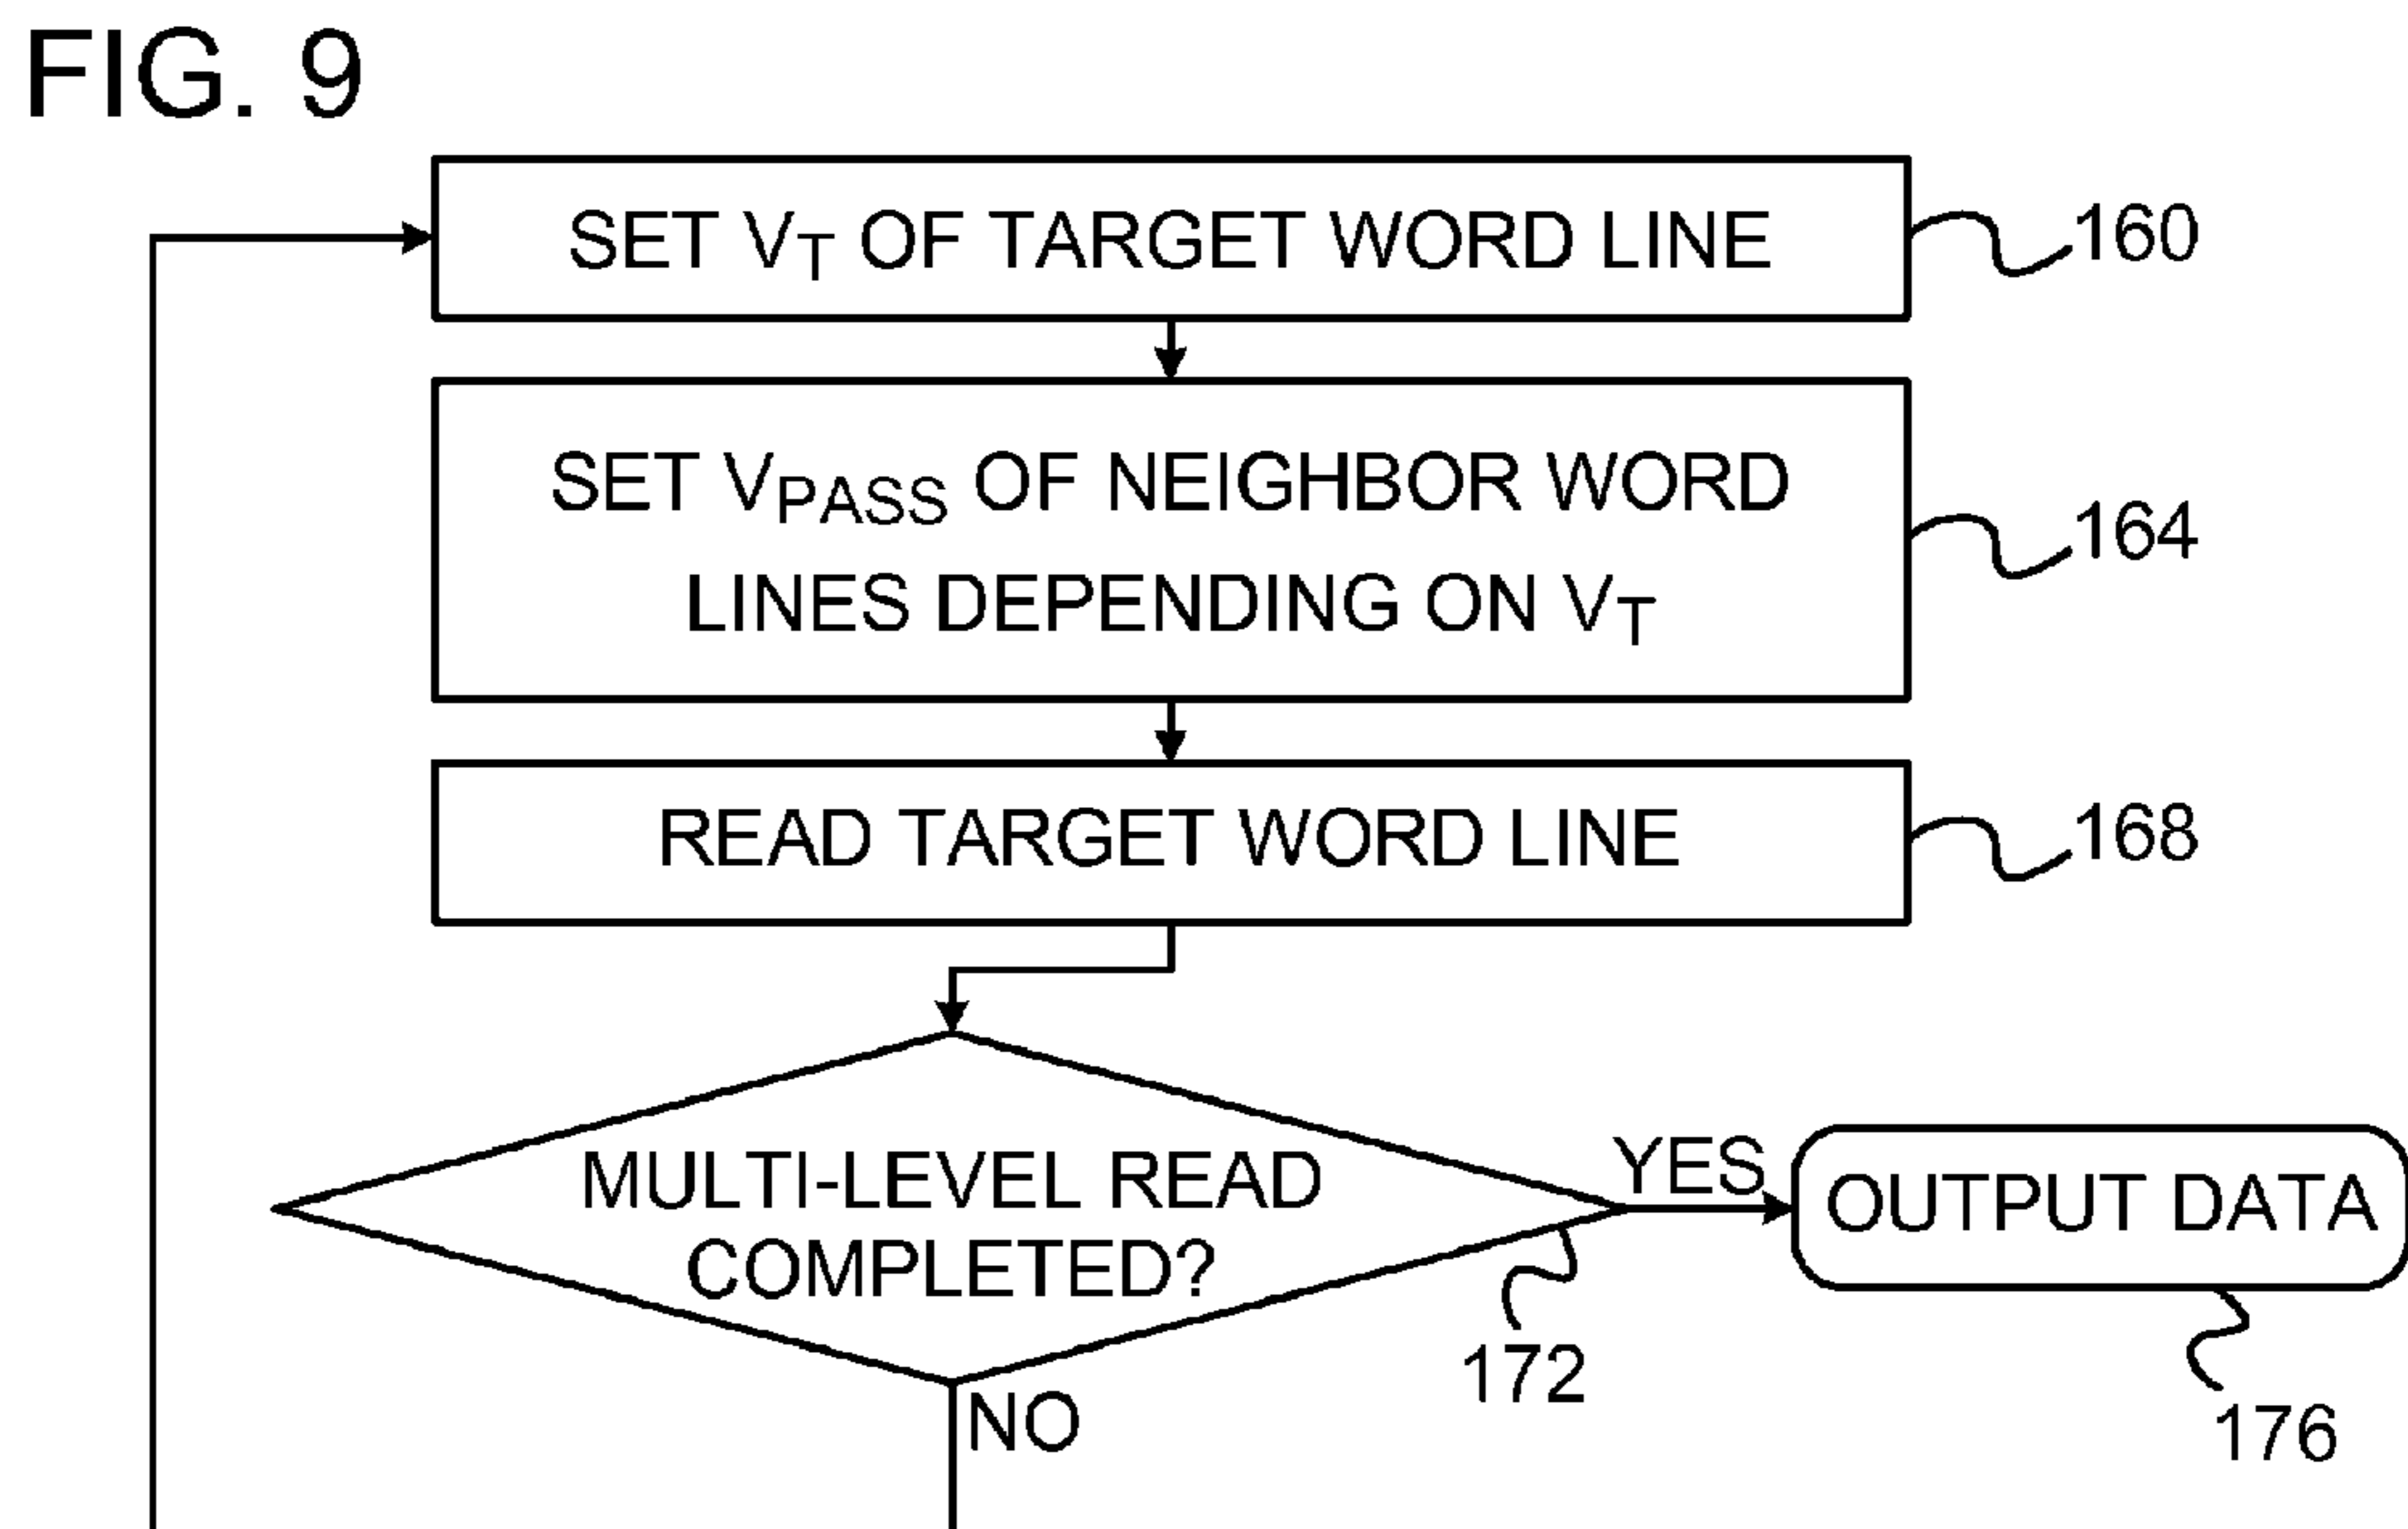 FIG. 9
SET VT OF TARGET WORD LINE
160
SET VPASS OF NEIGHBOR WORD
LINES DEPENDING ON VT
164
READ TARGET WORD LINE
168
MULTI-LEVEL READ
COMPLETED?
YES
OUTPUT DATA
172
NO
176